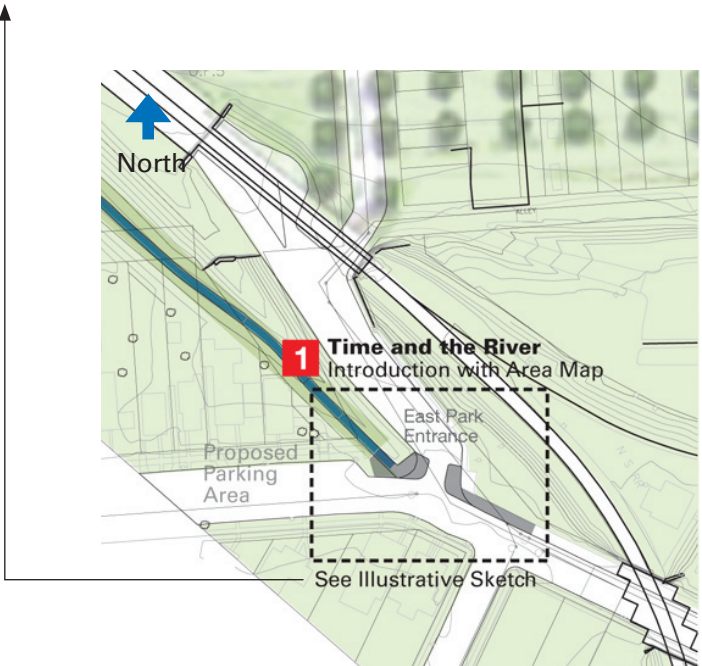 North
ALLEY
1
Time and the River
Introduction with Area Map
East Park
Entrance
Proposed
Parking
Area
See Illustrative Sketch